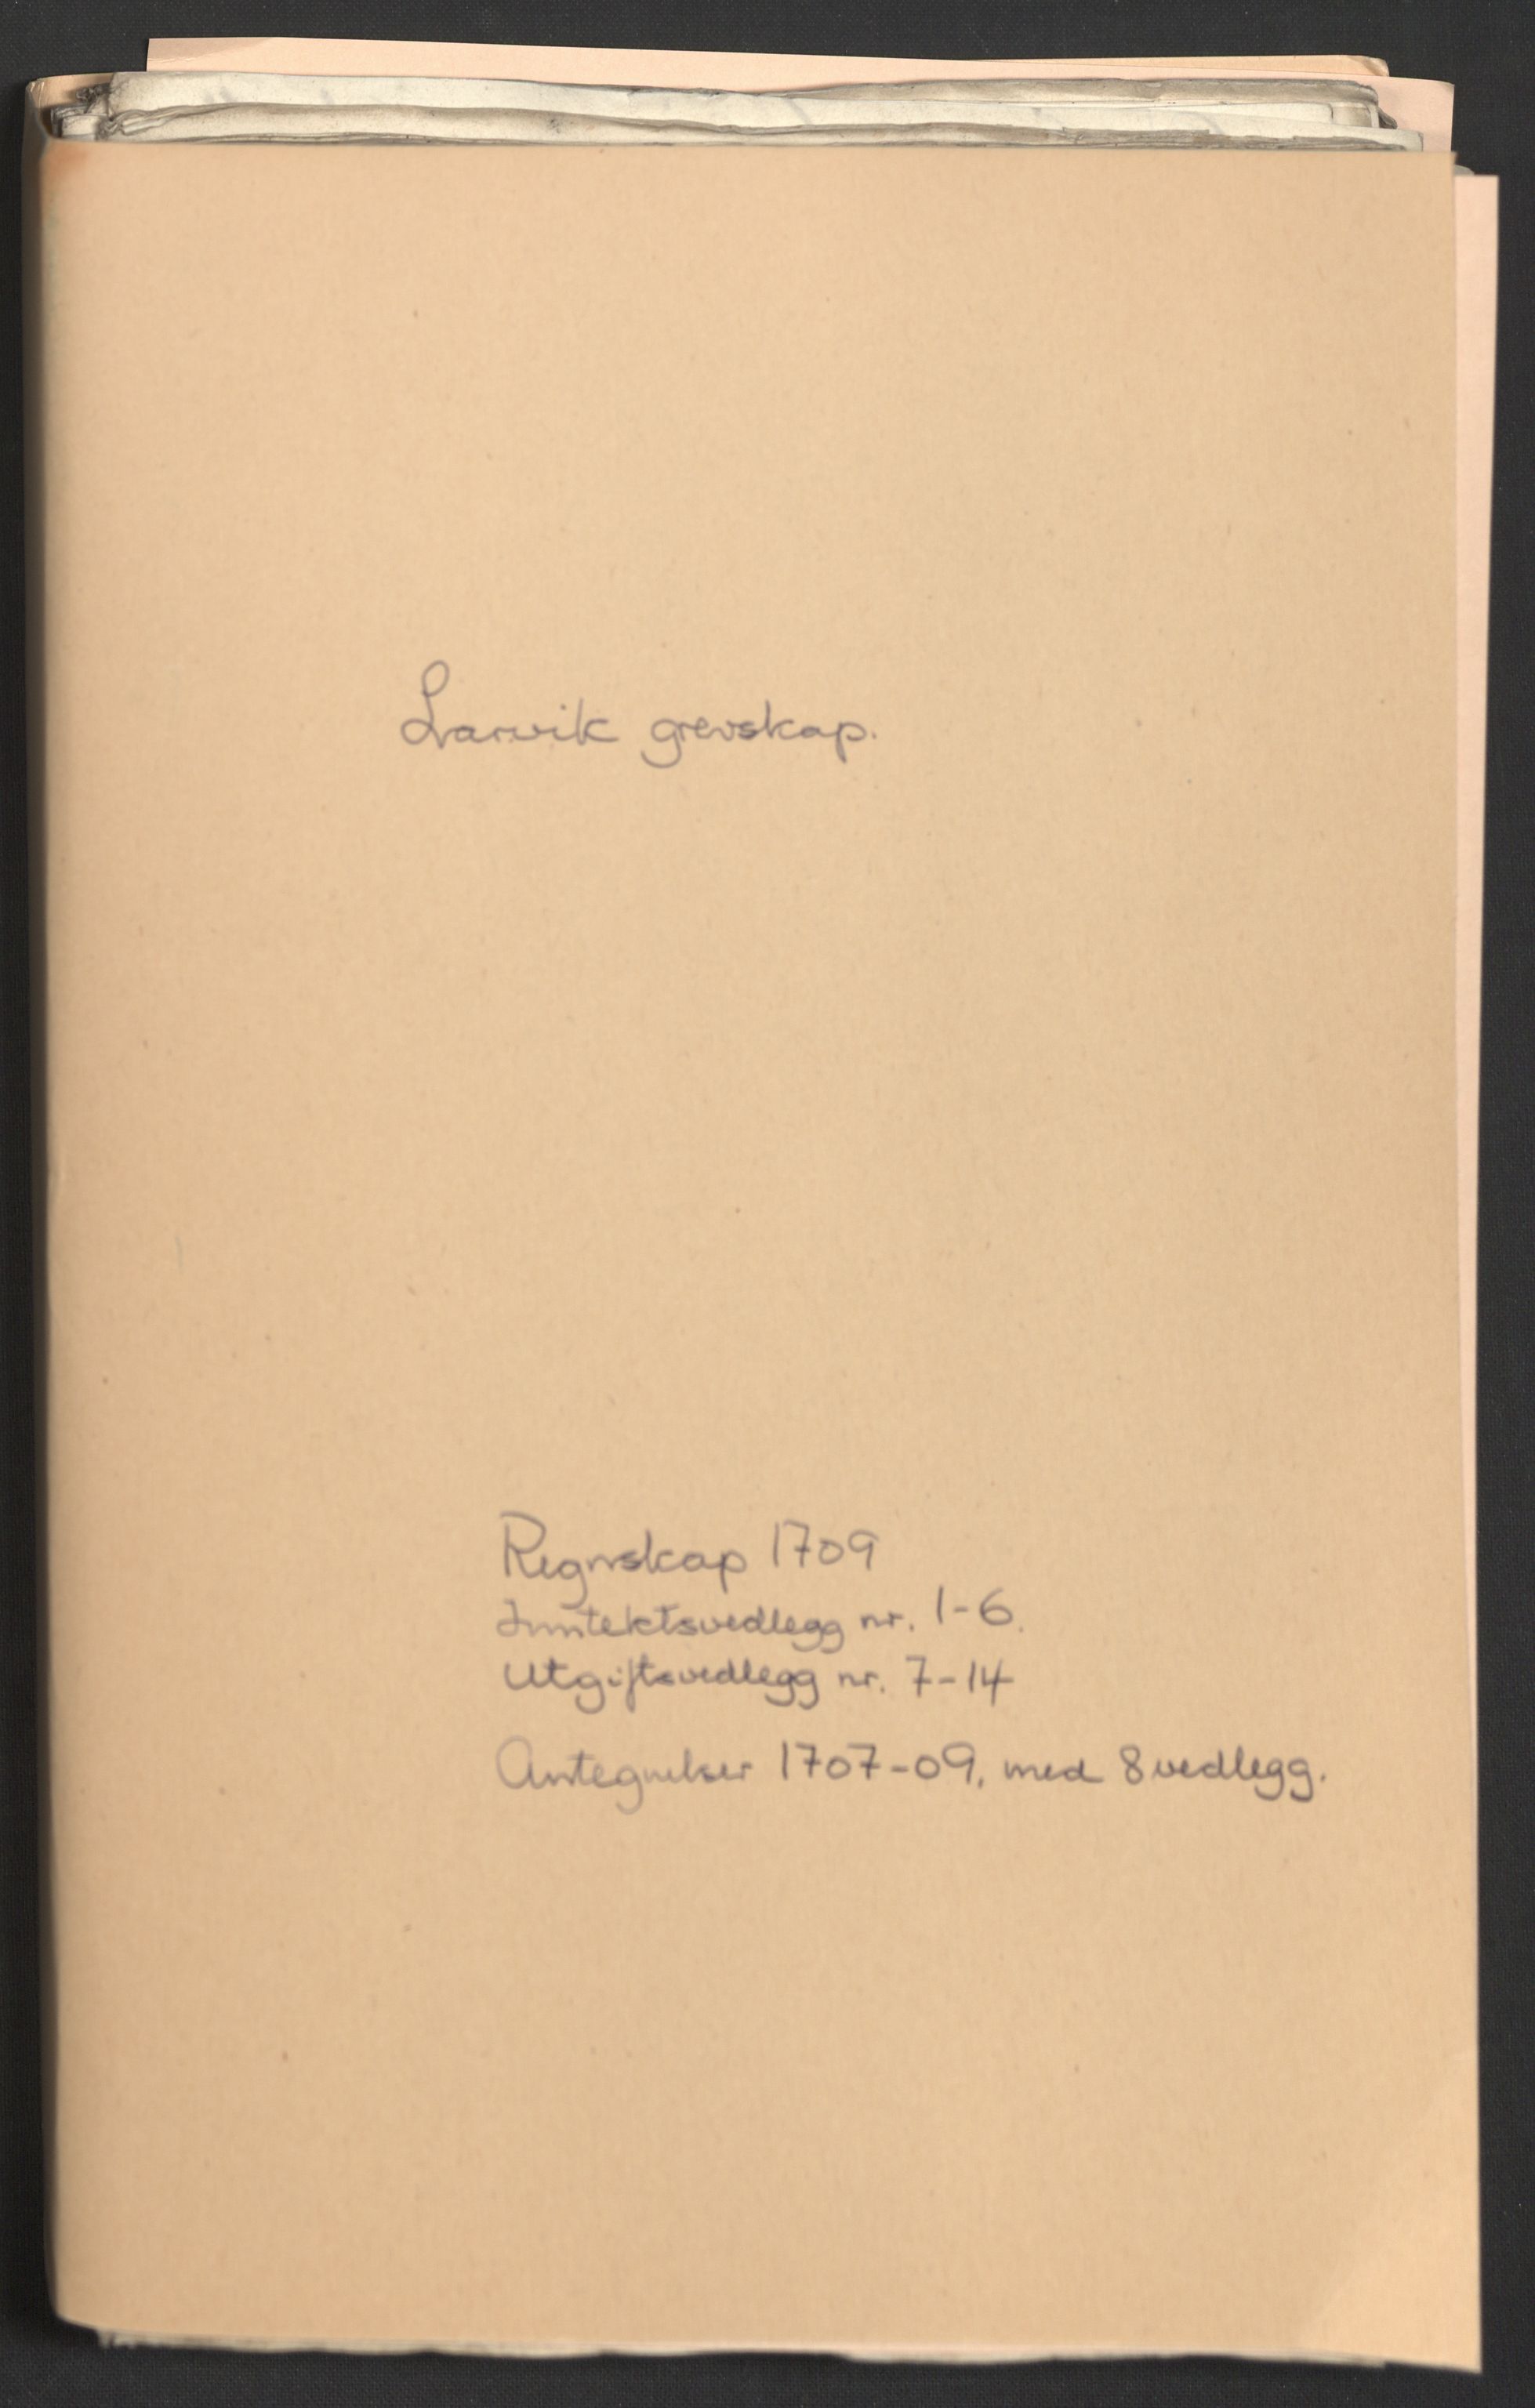 Larvik grevskap.
Regnskap 1709
Inntektsvedlegg nr. 1-6.
Utgiftsvedlegg nr. 7-14
Antegnelser 1707-09, med 8 vedlegg.